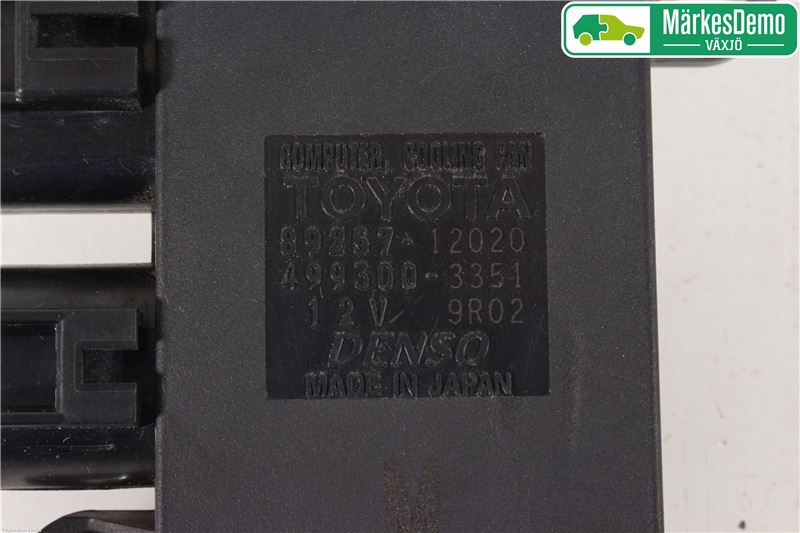 MärkesDemo
VÄXJÖ
COMPUTER, COOLING FAN
TOYOTA
89257-12020
499300-3351
12V 9R02
DENSO
MADE IN JAPAN
M